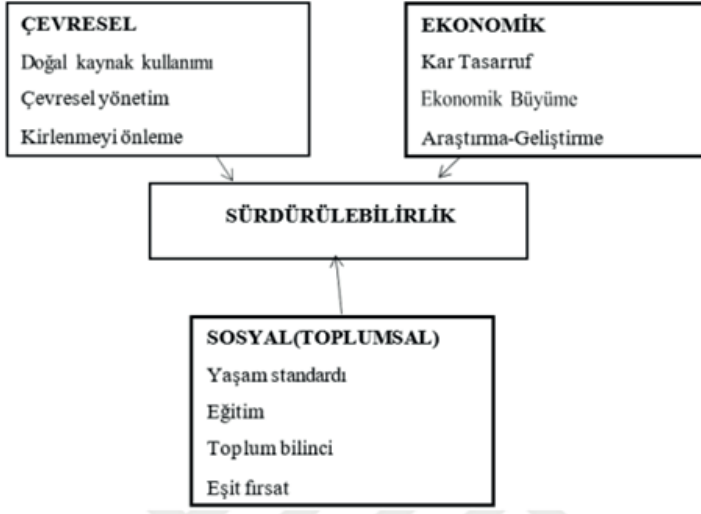 ÇEVRESEL
Doğal kaynak kullanımı
Çevresel yönetim
Kirlenmeyi önleme
EKONOMİK
Kar Tasarruf
Ekonomik Büyüme
Araştırma-Geliştirme
SÜRDÜRÜLEBİLİRLİK
SOSYAL(TOPLUMSAL)
Yaşam standardı
Eğitim
Toplum bilinci
Eşit fırsat